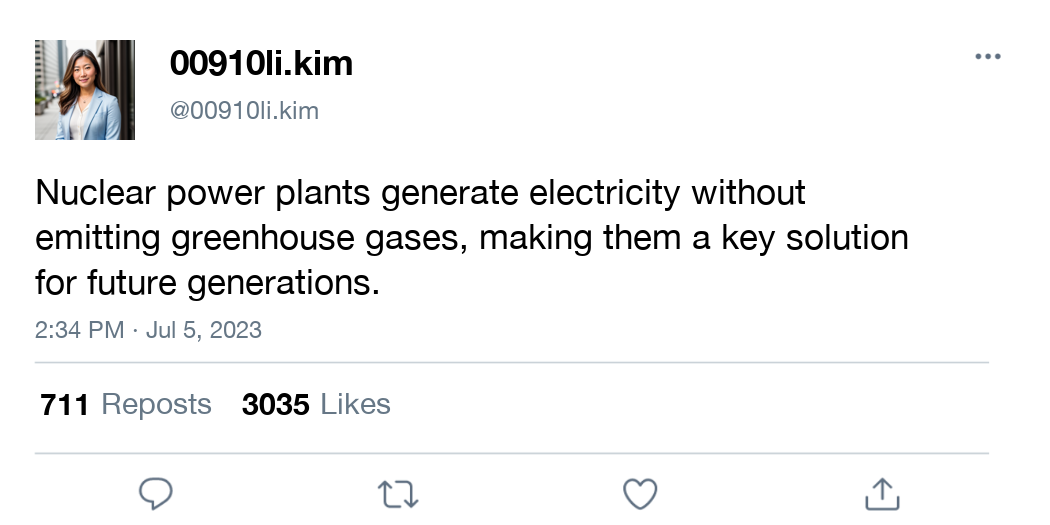 00910li.kim
@00910li.kim
Nuclear power plants generate electricity without
emitting greenhouse gases, making them a key solution
for future generations.
2:34 PM · Jul 5, 2023
711 Reposts 3035 Likes